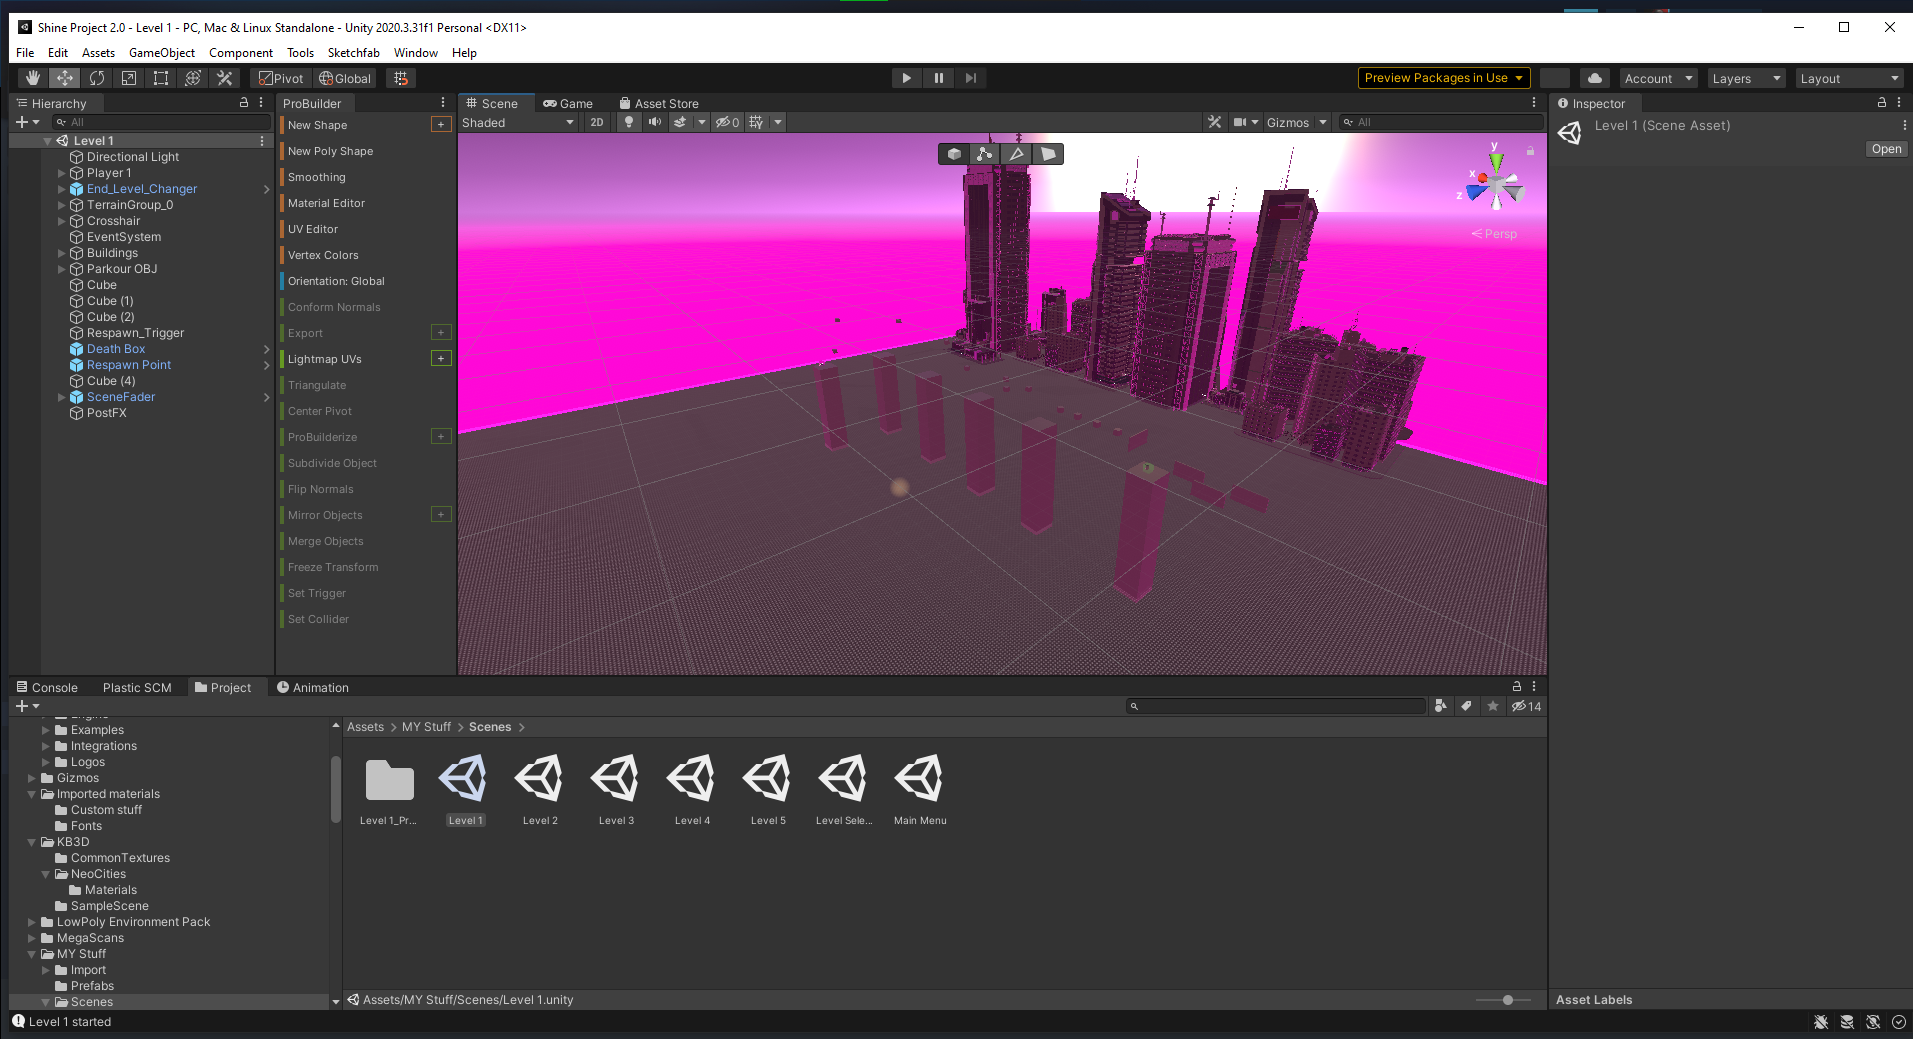 Shine Project 2.0 - Level 1 - PC, Mac & Linux Standalone - Unity 2020.3.31f1 Personal <DX11>
File Edit Assets GameObject Component Tools Sketchfab Window Help
Pivot Global Preview Packages in Use Account Layers Layout
Hierarchy
All
Level 1
Directional Light
Player 1
End_Level_Changer
TerrainGroup_0
Crosshair
EventSystem
Buildings
Parkour OBJ
Cube
Cube (1)
Cube (2)
Respawn_Trigger
Death Box
Respawn Point
Cube (4)
SceneFader
PostFX
ProBuilder
New Shape
New Poly Shape
Smoothing
Material Editor
UV Editor
Vertex Colors
Orientation: Global
Conform Normals
Export
Lightmap UVs
Triangulate
Center Pivot
ProBuilderize
Subdivide Object
Flip Normals
Mirror Objects
Merge Objects
Freeze Transform
Set Trigger
Set Collider
Scene Game Asset Store
Shaded 2D 0 Gizmos All
y
x
z
Persp
Inspector
Level 1 (Scene Asset)
Open
Console Plastic SCM Project Animation
14
Examples
Integrations
Logos
Gizmos
Imported materials
Custom stuff
Fonts
KB3D
CommonTextures
NeoCities
Materials
SampleScene
LowPoly Environment Pack
MegaScans
MY Stuff
Import
Prefabs
Scenes
Assets > MY Stuff > Scenes >
Level 1_Pr... Level 1 Level 2 Level 3 Level 4 Level 5 Level Sele... Main Menu
Assets/MY Stuff/Scenes/Level 1.unity
Asset Labels
Level 1 started